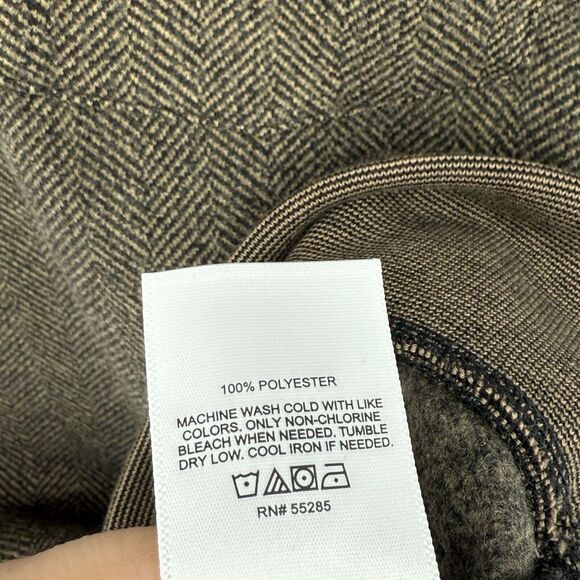 100% POLYESTER
MACHINE WASH COLD WITH LIKE
COLORS. ONLY NON-CHLORINE
BLEACH WHEN NEEDED. TUMBLE
DRY LOW. COOL IRON IF NEEDED.
RN# 55285